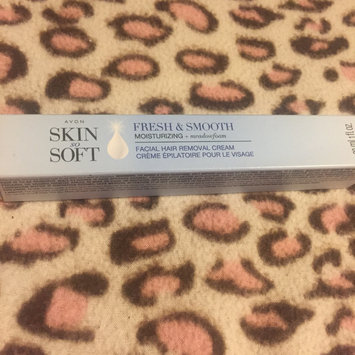 AVON
SKIN
so
SOFT
FRESH & SMOOTH
MOISTURIZING + meadowfoam
FACIAL HAIR REMOVAL CREAM
CRÈME ÉPILATOIRE POUR LE VISAGE